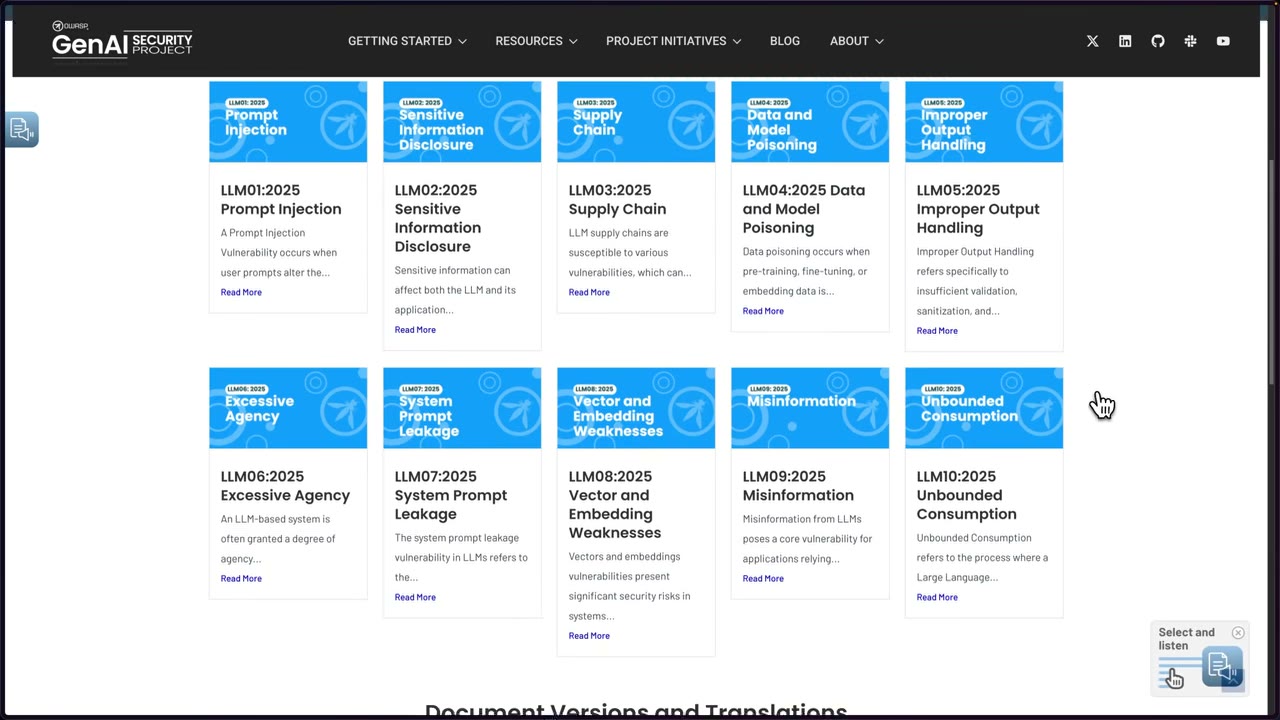 OWASP
GenAI SECURITY PROJECT
GETTING STARTED
RESOURCES
PROJECT INITIATIVES
BLOG
ABOUT
LLM01: 2025
Prompt
Injection
LLM01:2025
Prompt Injection
A Prompt Injection
Vulnerability occurs when
user prompts alter the...
Read More
LLM02: 2025
Sensitive
Information
Disclosure
LLM02:2025
Sensitive
Information
Disclosure
Sensitive information can
affect both the LLM and its
application...
Read More
LLM03: 2025
Supply
Chain
LLM03:2025
Supply Chain
LLM supply chains are
susceptible to various
vulnerabilities, which can...
Read More
LLM04: 2025
Data and
Model
Poisoning
LLM04:2025 Data
and Model
Poisoning
Data poisoning occurs when
pre-training, fine-tuning, or
embedding data is...
Read More
LLM05: 2025
Improper
Output
Handling
LLM05:2025
Improper Output
Handling
Improper Output Handling
refers specifically to
insufficient validation,
sanitization, and...
Read More
LLM06: 2025
Excessive
Agency
LLM06:2025
Excessive Agency
An LLM-based system is
often granted a degree of
agency...
Read More
LLM07: 2025
System
Prompt
Leakage
LLM07:2025
System Prompt
Leakage
The system prompt leakage
vulnerability in LLMs refers to
the...
Read More
LLM08: 2025
Vector and
Embedding
Weaknesses
LLM08:2025
Vector and
Embedding
Weaknesses
Vectors and embeddings
vulnerabilities present
significant security risks in
systems...
Read More
LLM09: 2025
Misinformation
LLM09:2025
Misinformation
Misinformation from LLMs
poses a core vulnerability for
applications relying...
Read More
LLM10: 2025
Unbounded
Consumption
LLM10:2025
Unbounded
Consumption
Unbounded Consumption
refers to the process where a
Large Language...
Read More
Select and
listen
Document Versions and Translations